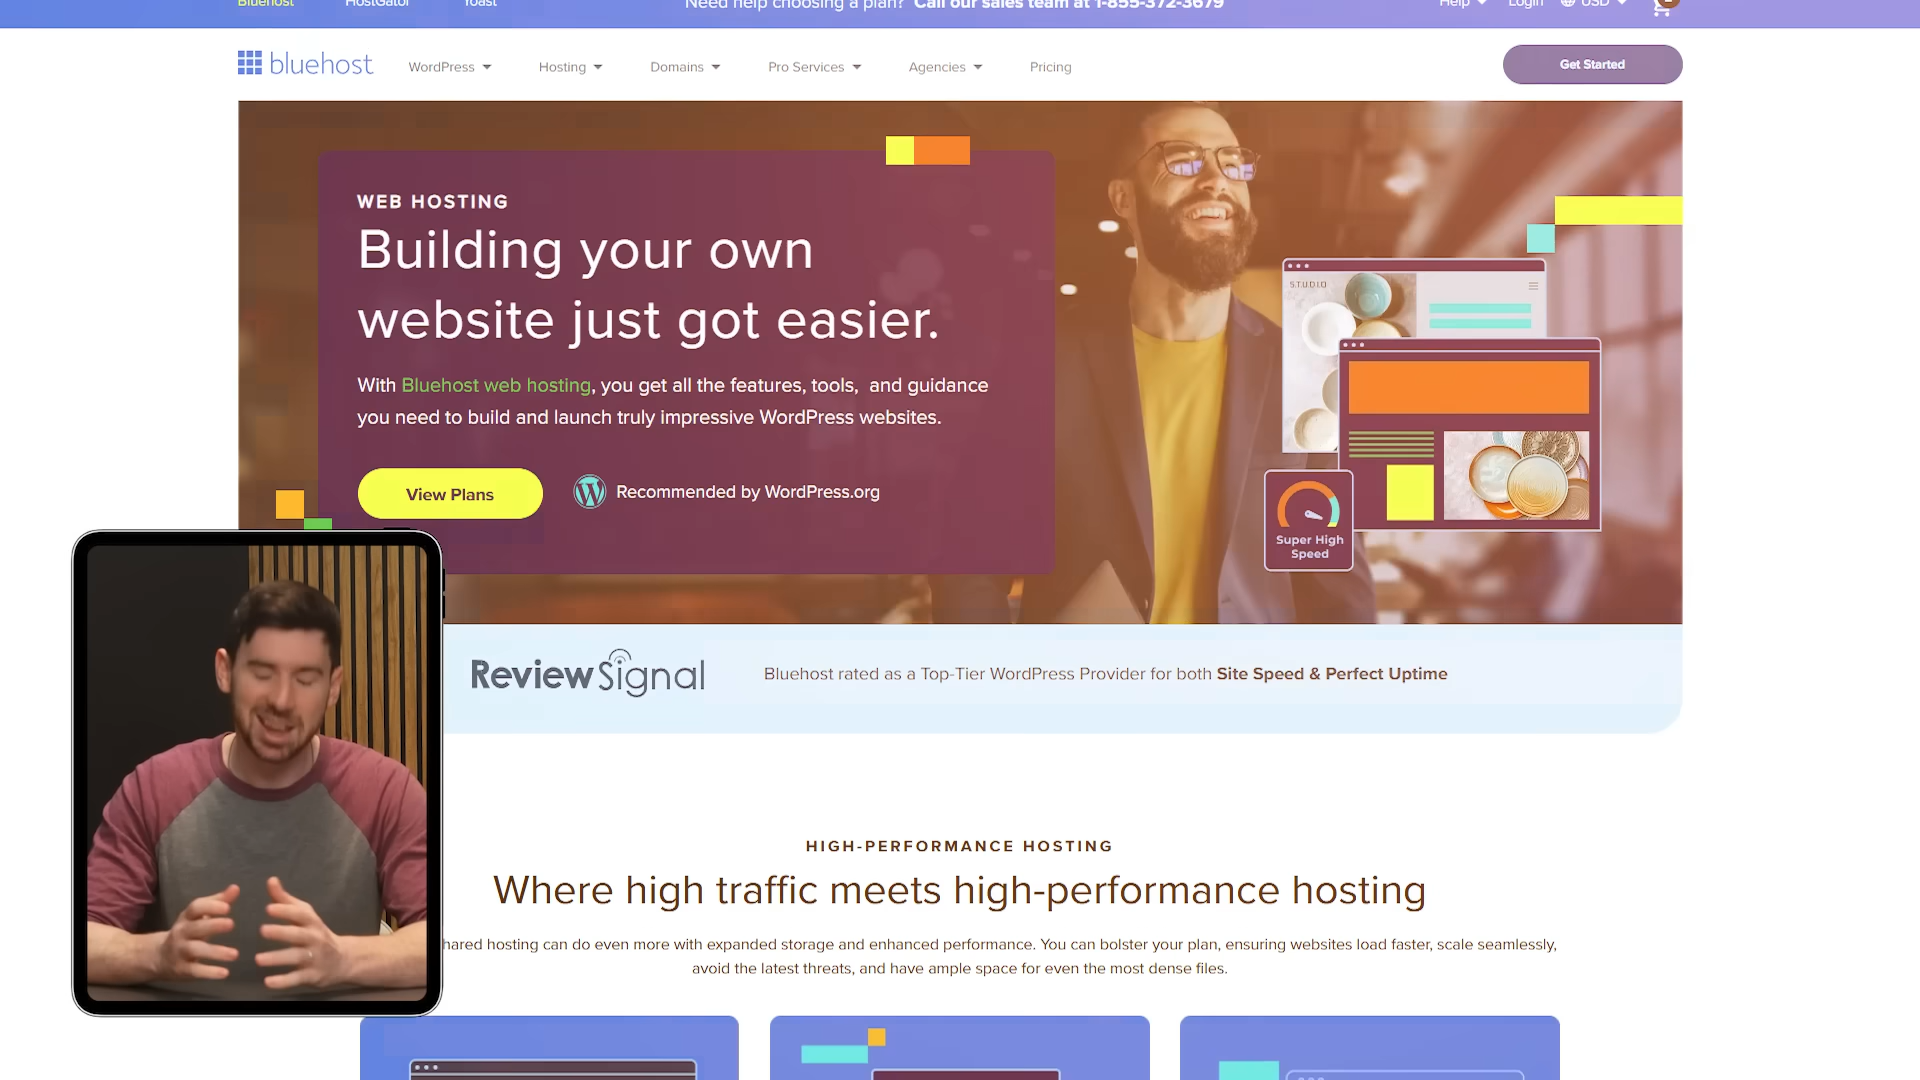 Bluehost HostGator Yoast Need help choosing a plan? Call our sales team at 1-855-372-3679 Help Login USD
bluehost WordPress Hosting Domains Pro Services Agencies Pricing Get Started
WEB HOSTING
Building your own
website just got easier.
With Bluehost web hosting, you get all the features, tools, and guidance
you need to build and launch truly impressive WordPress websites.
View Plans
Recommended by WordPress.org
S.T.U.D.I.O
Super High
Speed
ReviewSignal
Bluehost rated as a Top-Tier WordPress Provider for both Site Speed & Perfect Uptime
HIGH-PERFORMANCE HOSTING
Where high traffic meets high-performance hosting
hared hosting can do even more with expanded storage and enhanced performance. You can bolster your plan, ensuring websites load faster, scale seamlessly,
avoid the latest threats, and have ample space for even the most dense files.